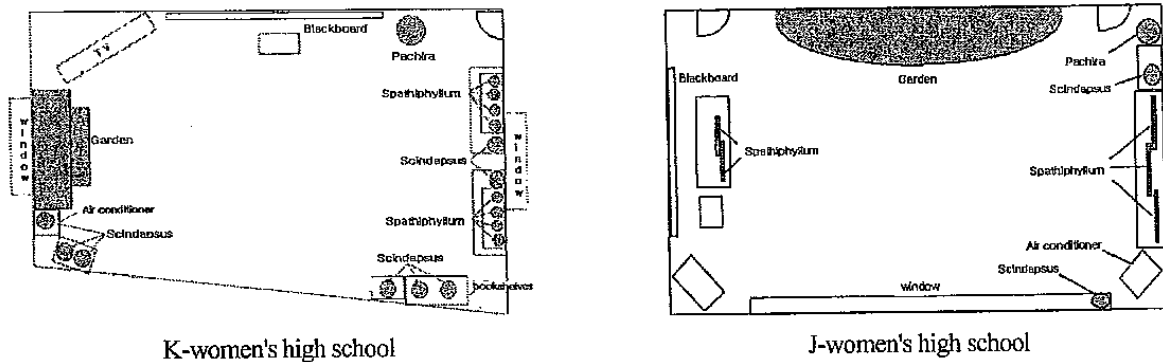 Blackboard
TV
Pachira
Spathiphyllum
window
Garden
window
Scindapsus
Air conditioner
Spathiphyllum
Scindapsus
Scindapsus
bookshelves
K-women's high school
Garden
Pachira
Blackboard
Scindapsus
Spathiphyllum
Spathiphyllum
Air conditioner
Scindapsus
window
J-women's high school